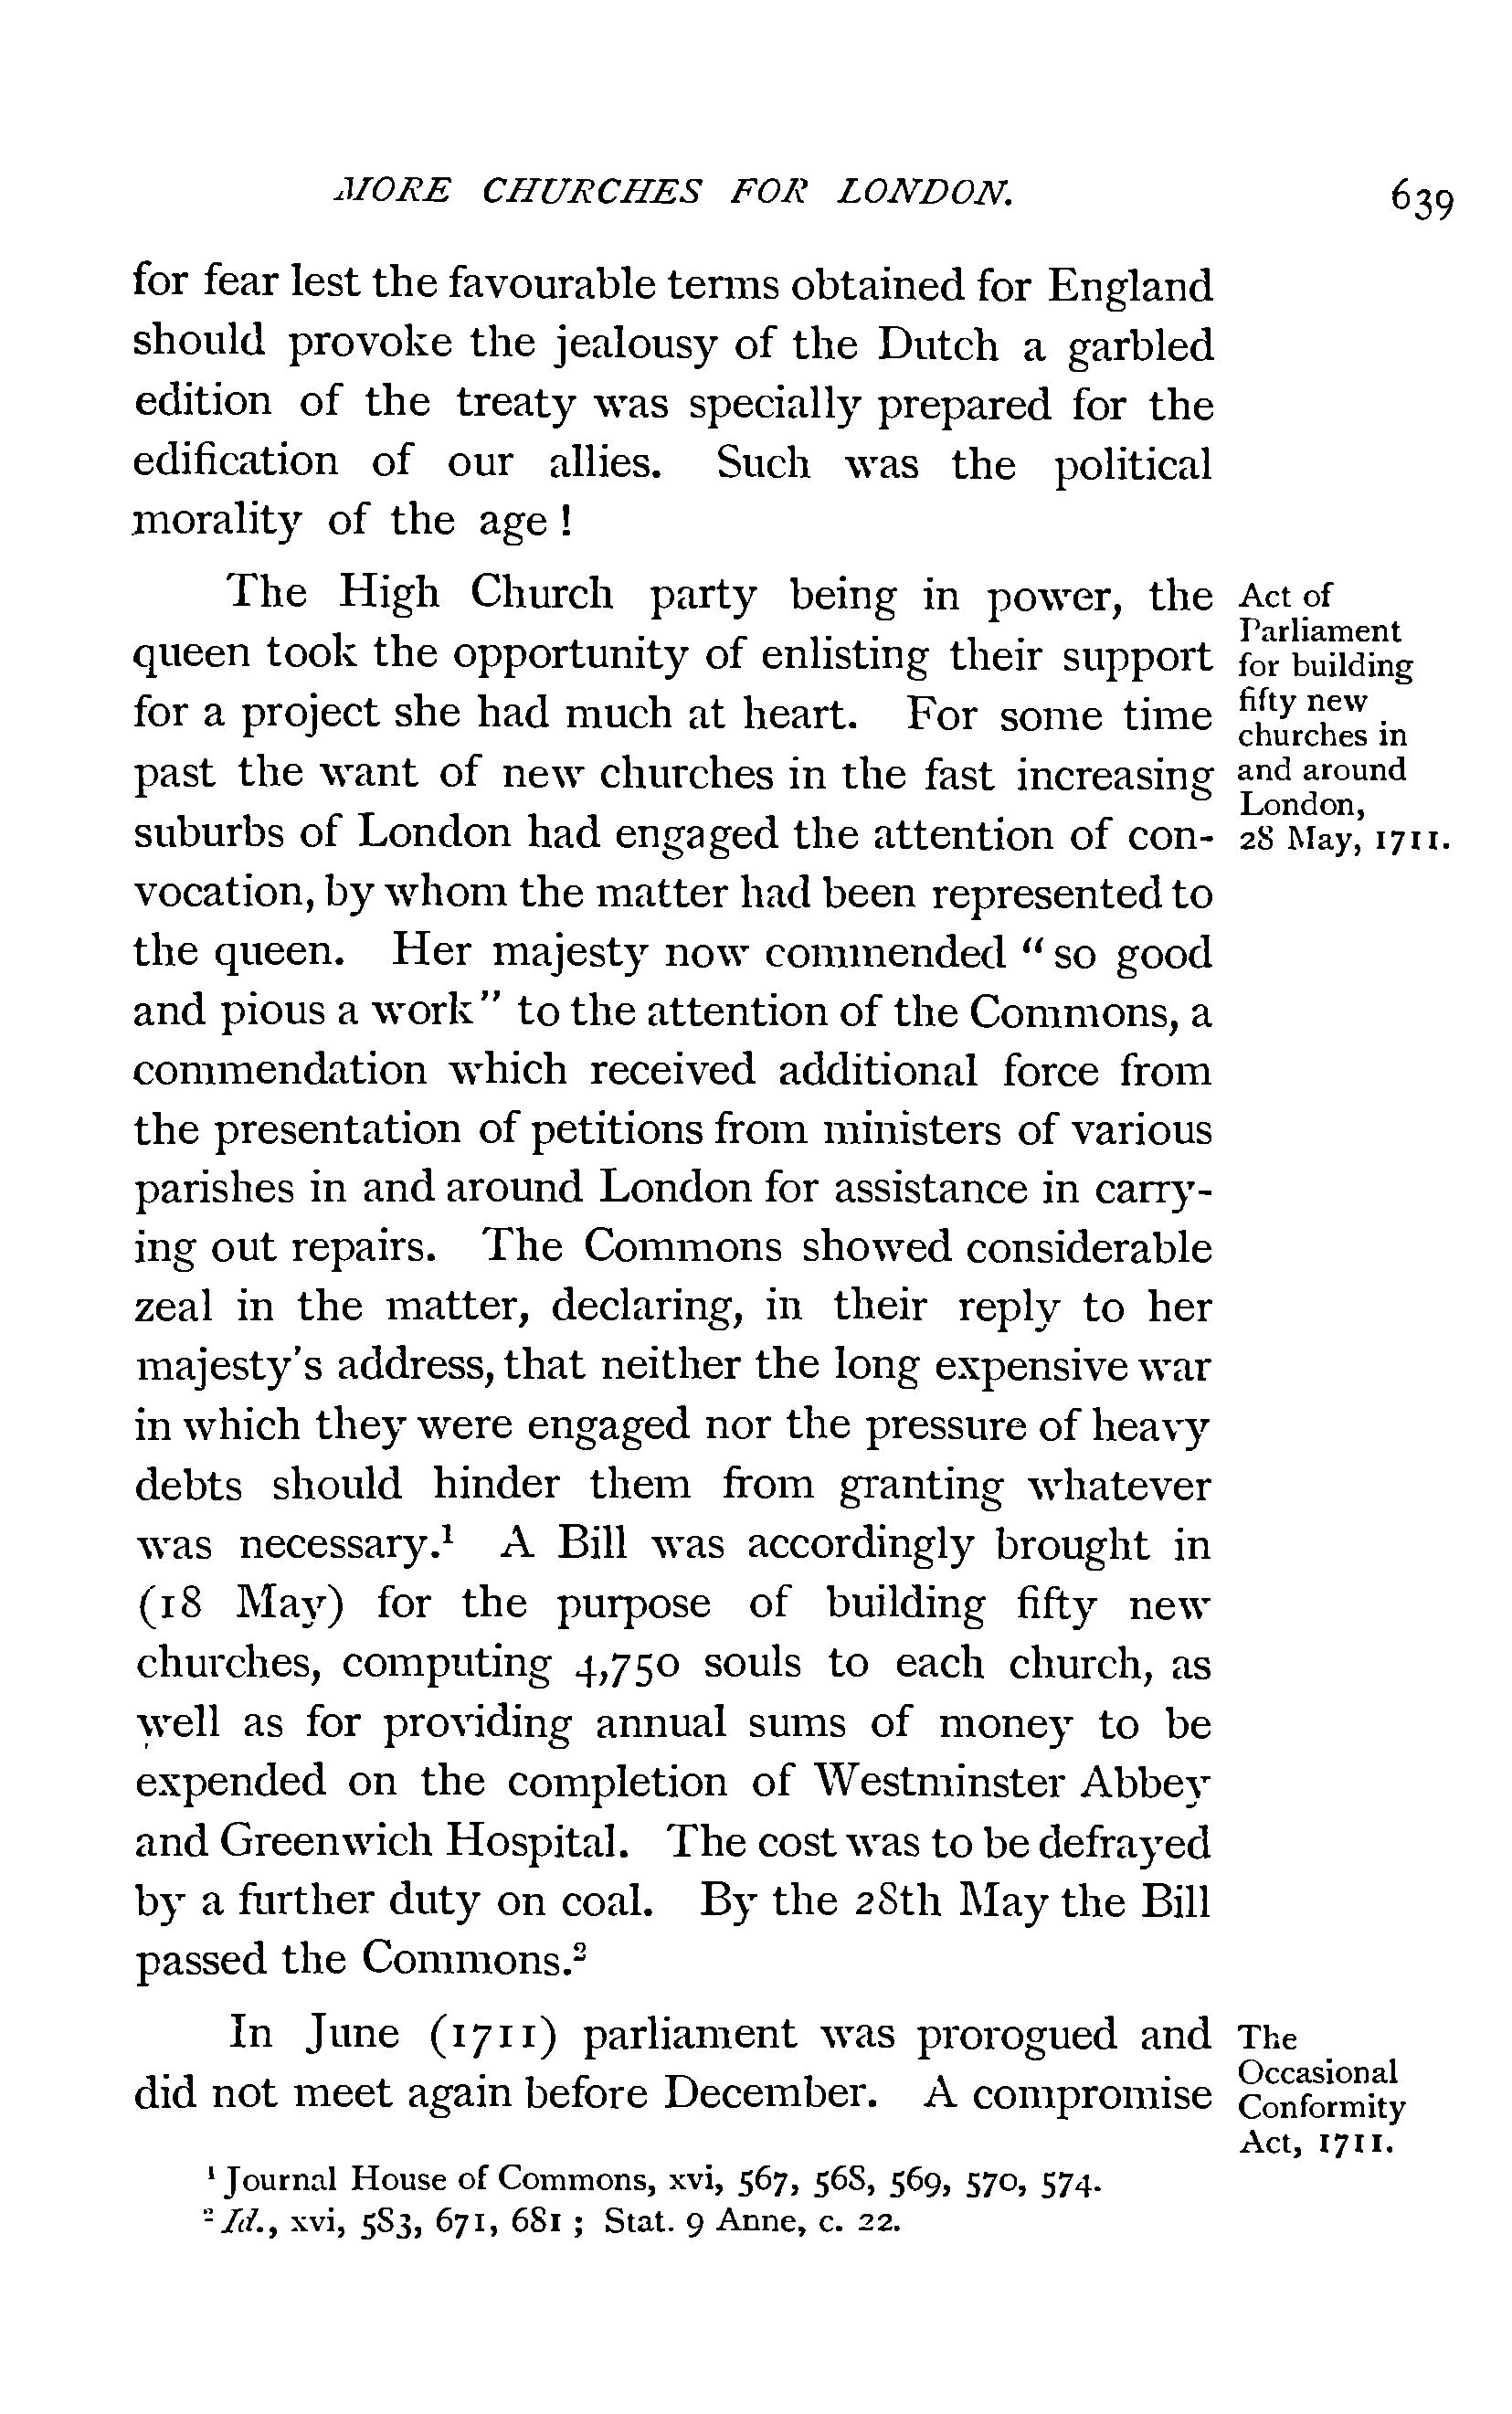 MORE CHURCHES FOR LONDON. 639
for fear lest the favourable terms obtained for England
should provoke the jealousy of the Dutch a garbled
edition of the treaty was specially prepared for the
edification of our allies. Such was the political
morality of the age !
The High Church party being in power, the
queen took the opportunity of enlisting their support
for a project she had much at heart. For some time
past the want of new churches in the fast increasing
suburbs of London had engaged the attention of con-
vocation, by whom the matter had been represented to
the queen. Her majesty now commended “ so good
and pious a work” to the attention of the Commons, a
commendation which received additional force from
the presentation of petitions from ministers of various
parishes in and around London for assistance in carry-
ing out repairs. The Commons showed considerable
zeal in the matter, declaring, in their reply to her
majesty's address, that neither the long expensive war
in which they were engaged nor the pressure of heavy
debts should hinder them from granting whatever
was necessary.¹ A Bill was accordingly brought in
(18 May) for the purpose of building fifty new
churches, computing 4,750 souls to each church, as
well as for providing annual sums of money to be
expended on the completion of Westminster Abbey
and Greenwich Hospital. The cost was to be defrayed
by a further duty on coal. By the 28th May the Bill
passed the Commons.²
Act of
Parliament
for building
fifty new
churches in
and around
London,
28 May, 1711.
In June (1711) parliament was prorogued and
did not meet again before December. A compromise
The
Occasional
Conformity
Act, 1711.
¹ Journal House of Commons, xvi, 567, 568, 569, 570, 574.
² Id., xvi, 583, 671, 681 ; Stat. 9 Anne, c. 22.